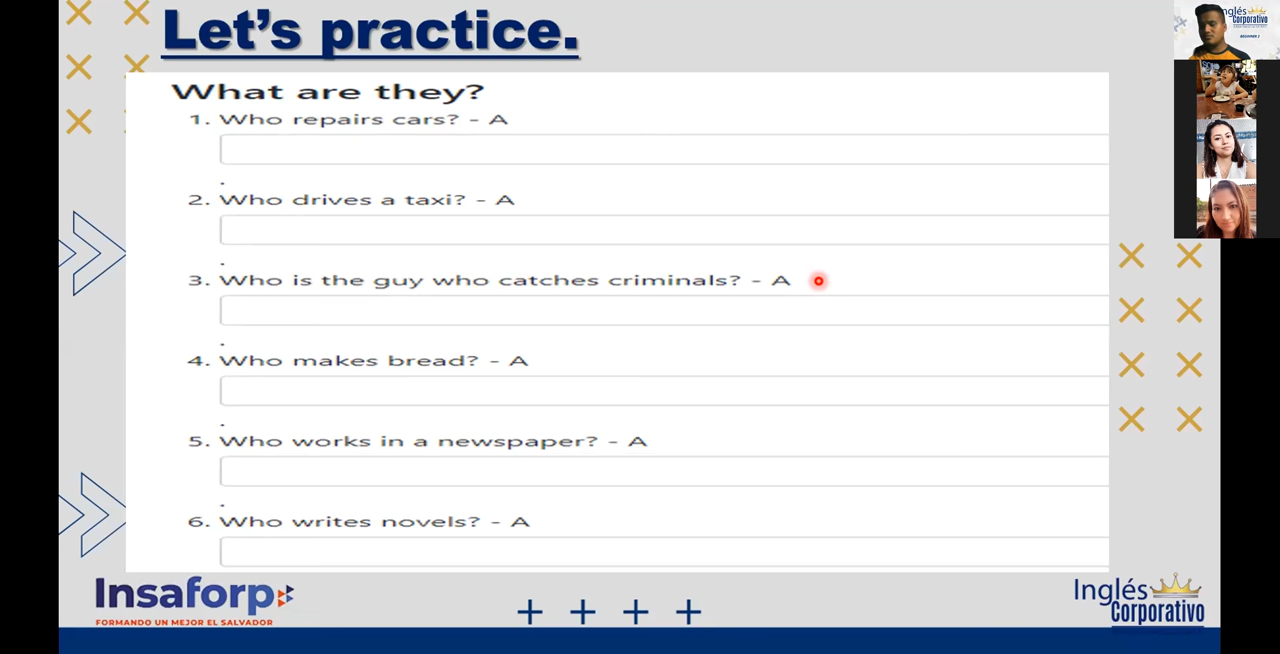 Let's practice.
What are they?
1. Who repairs cars? - A
.
2. Who drives a taxi? - A
.
3. Who is the guy who catches criminals? - A
.
4. Who makes bread? - A
.
5. Who works in a newspaper? - A
.
6. Who writes novels? - A
Insaforp
FORMANDO UN MEJOR EL SALVADOR
Inglés
Corporativo
Inglés
Corporativo